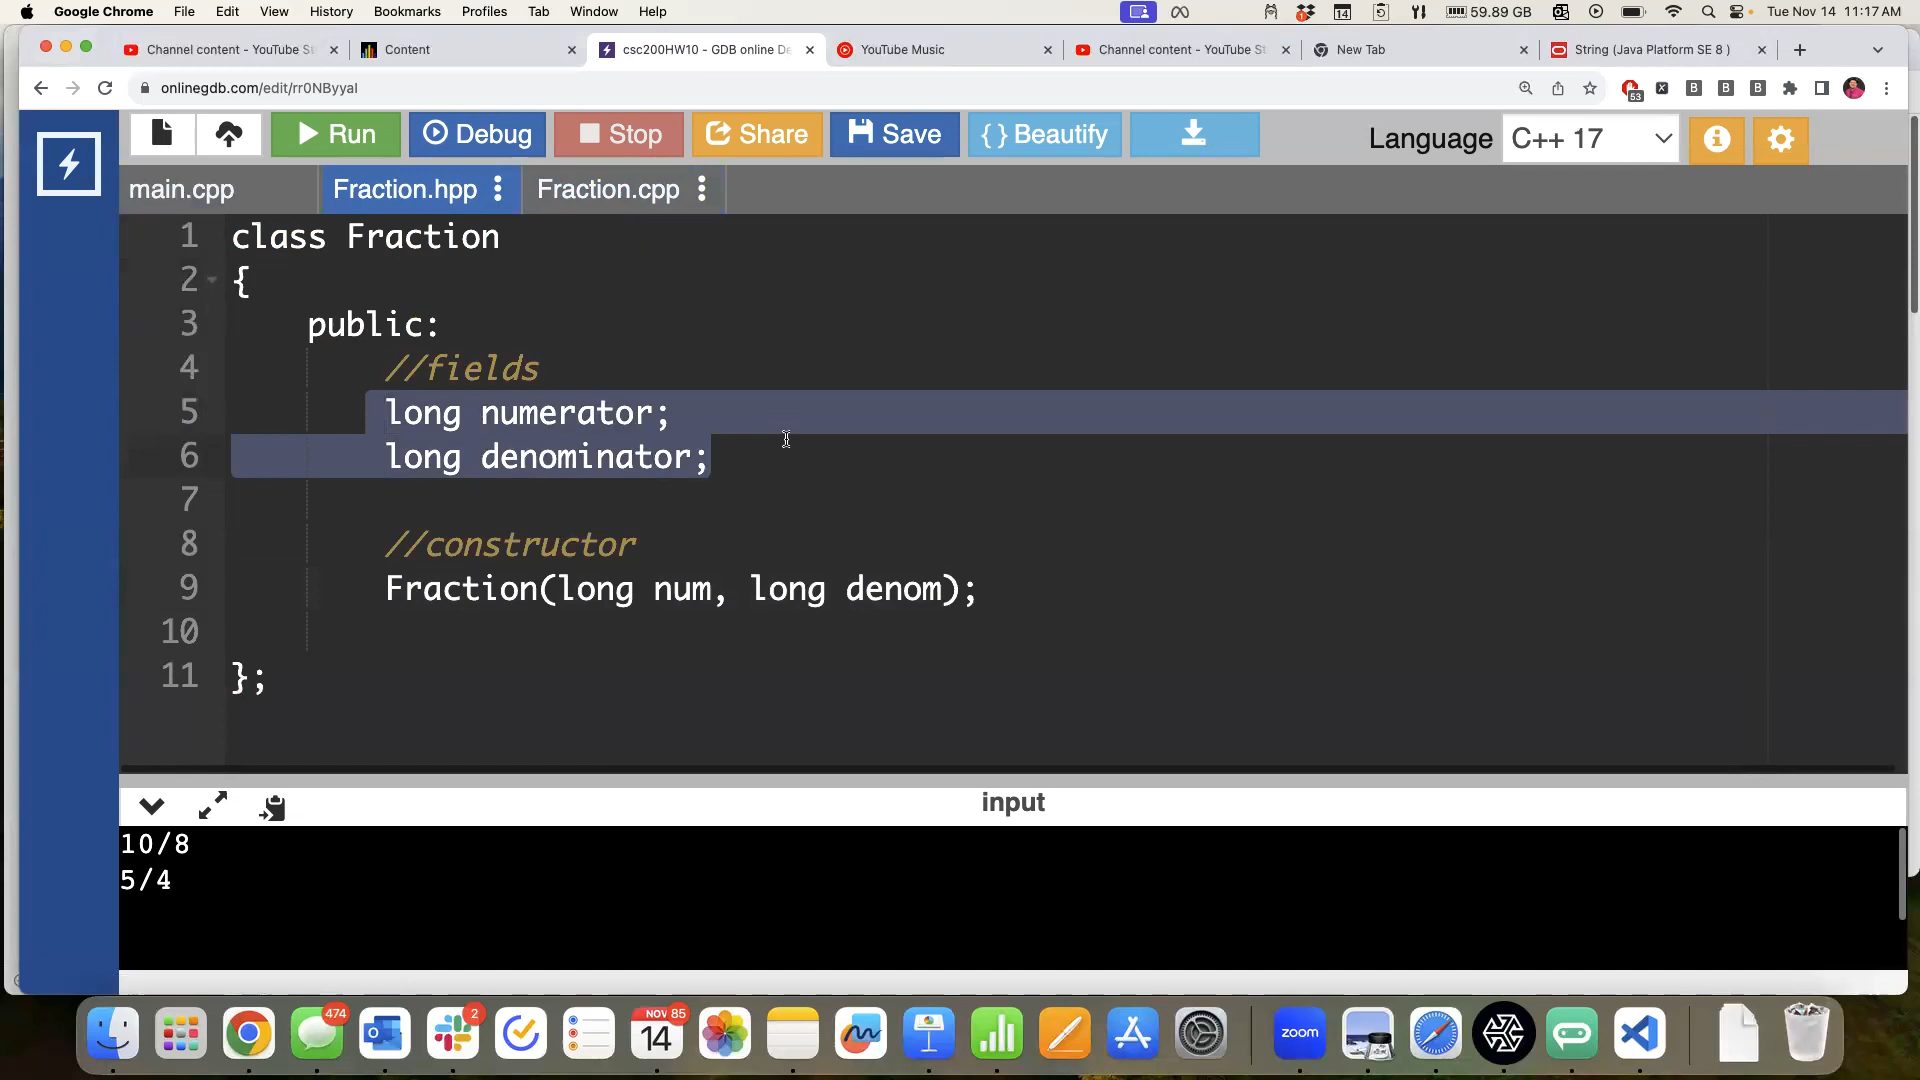 Google Chrome File Edit View History Bookmarks Profiles Tab Window Help 14 59.89 GB Tue Nov 14 11:17 AM
Channel content - YouTube St Content csc200HW10 - GDB online De YouTube Music Channel content - YouTube St New Tab String (Java Platform SE 8 )
onlinegdb.com/edit/rr0NByyal 53
Run Debug Stop Share Save { } Beautify Language C++ 17
main.cpp Fraction.hpp Fraction.cpp
1 class Fraction
2 {
3 public:
4 //fields
5 long numerator;
6 long denominator;
7
8 //constructor
9 Fraction(long num, long denom);
10
11 };
input
10/8
5/4
474 2 NOV 85 14 zoom